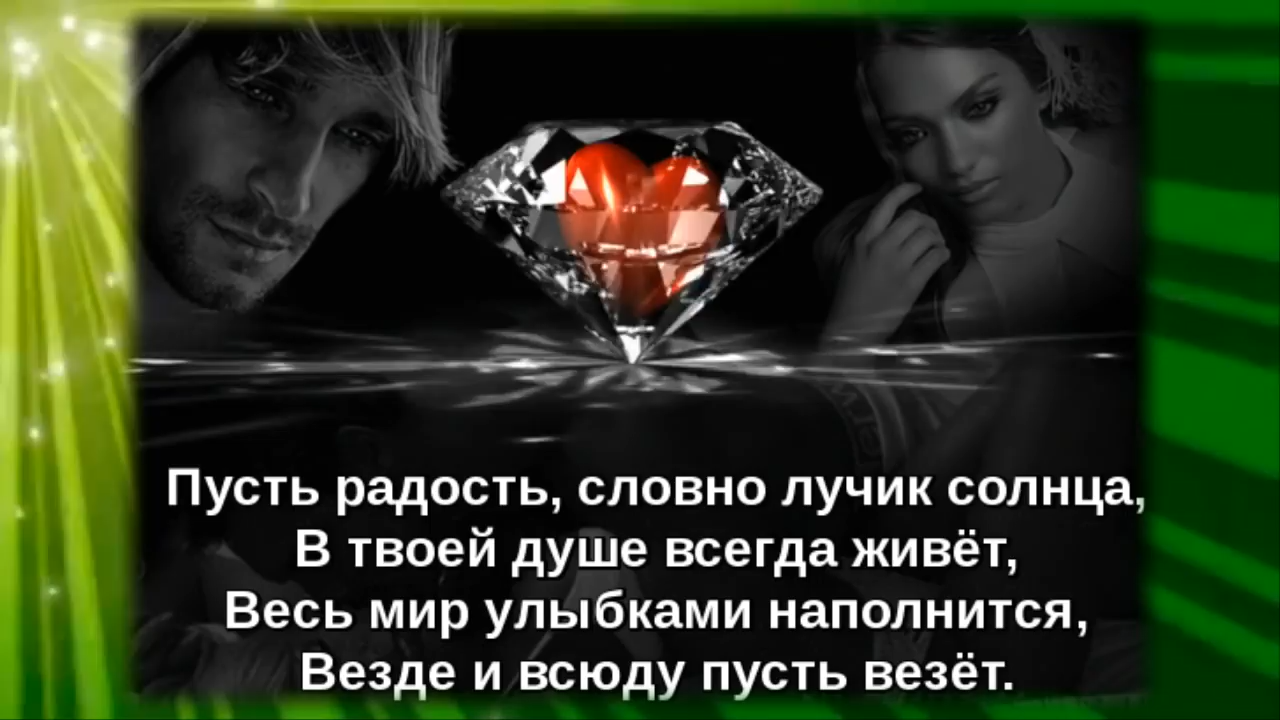 Пусть радость, словно лучик солнца,
В твоей душе всегда живёт,
Весь мир улыбками наполнится,
Везде и всюду пусть везёт.